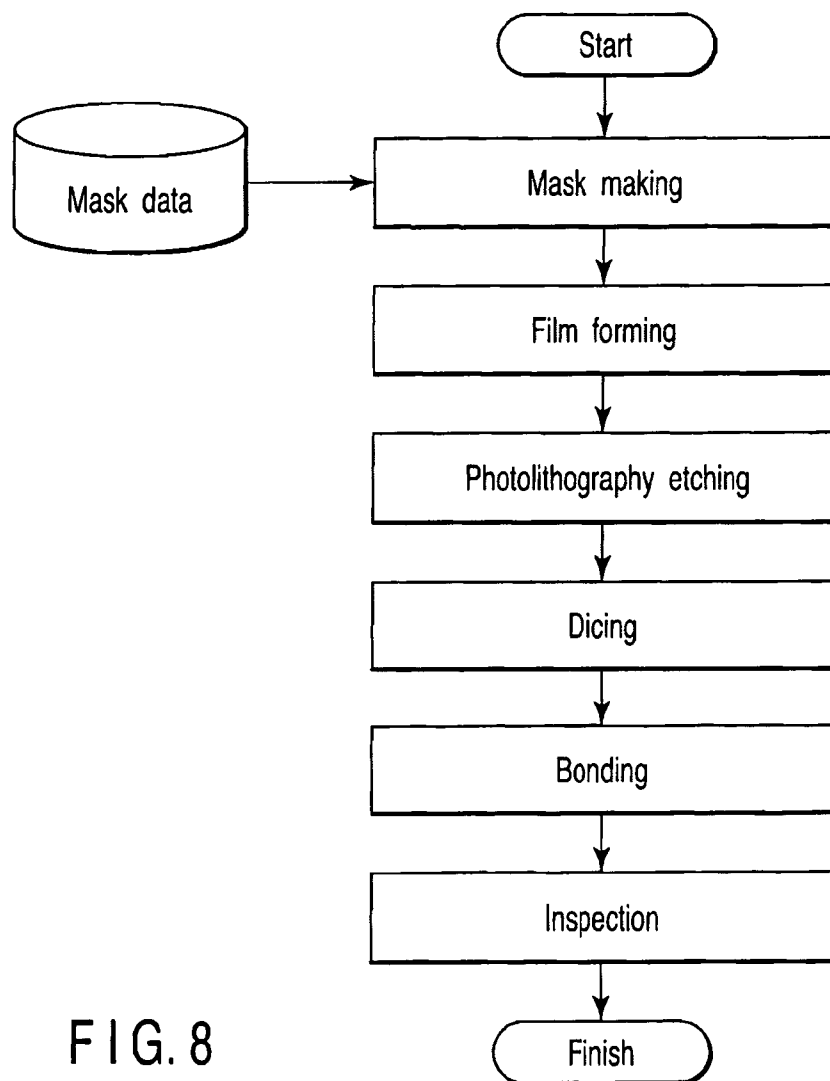 Start
Mask data
Mask making
Film forming
Photolithography etching
Dicing
Bonding
Inspection
Finish
FIG. 8